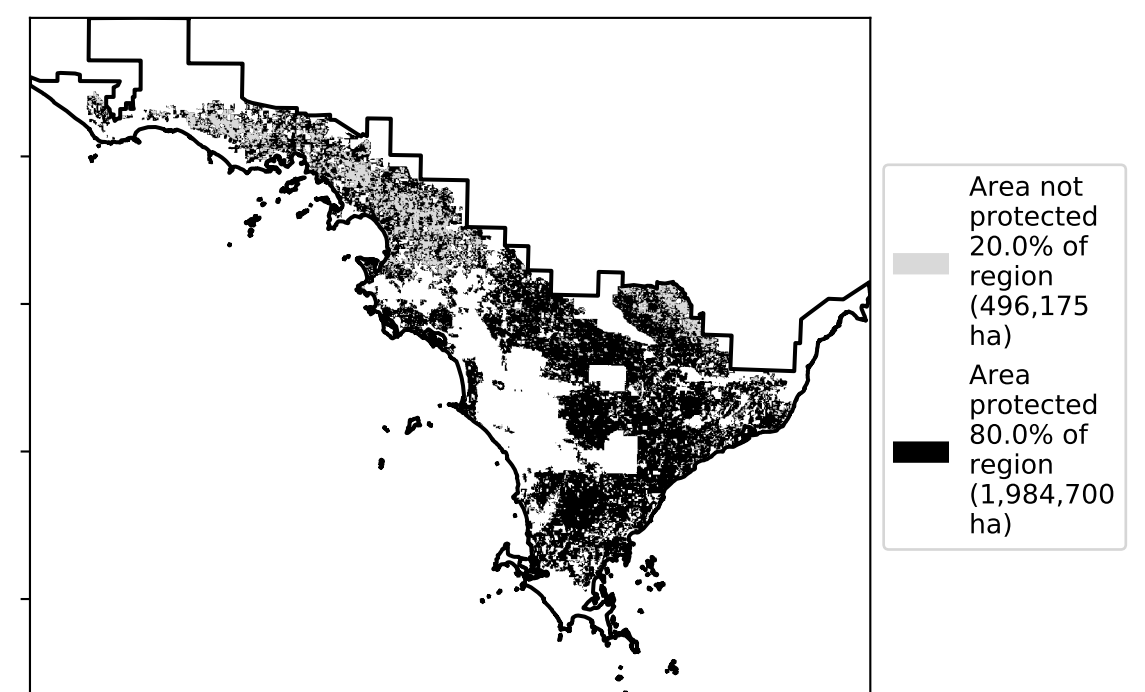 Area not
protected
20.0% of
region
(496,175
ha)
Area
protected
80.0% of
region
(1,984,700
ha)